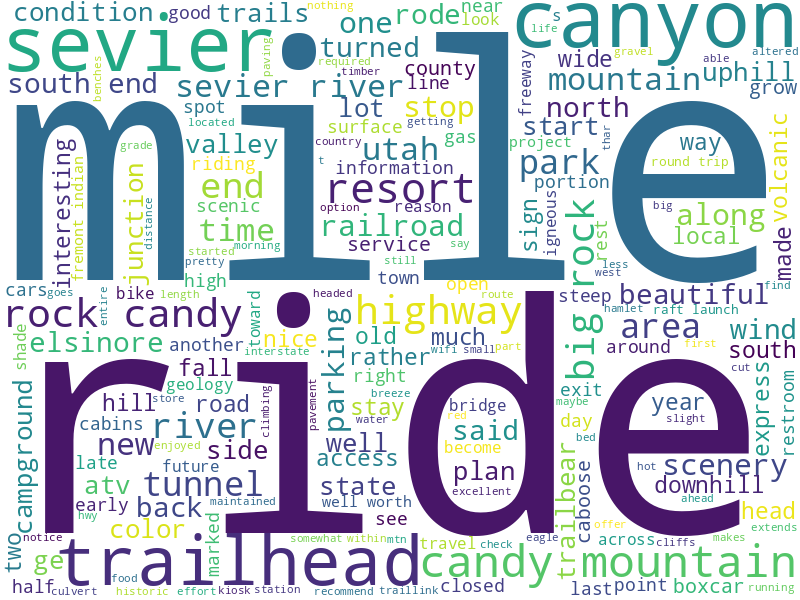 condition good trails one rode near look nothing life altered
sevier turned s canyon
paving required benches timber able gravel
south end sevier river county line stop wide freeway mountain uphill grow
mile
spot located lot surface getting gas north project thar
valley utah start way
grade country t park round trip
interesting fremont indian distance junction riding end scenic information reason resort portion igneous big along volcanic
option sign rest local made
time morning railroad service say
started pretty still big rock
high town open less west find
cars goes entire bike length headed route steep hamlet raft launch beautiful
rock candy toward highway area wind
another interstate nice old much wifi small part cut first
shade elsinore parking rather around south
fall right breeze exit maybe
campground geology hill road store climbing pavement stay water bridge day year express restroom
cabins river red said bed slight
ride
new enjoyed side well become trailbear caboose scenery
late future access plan hot
atv tunnel state excellent downhill
early maintained well worth ahead
two back see offer head
color marked eagle across cliffs extends
hwy notice somewhat within mtn travel check makes
ge trailhead candy mountain
half food effort station closed last point boxcar running
culvert historic kiosk recommend traillink